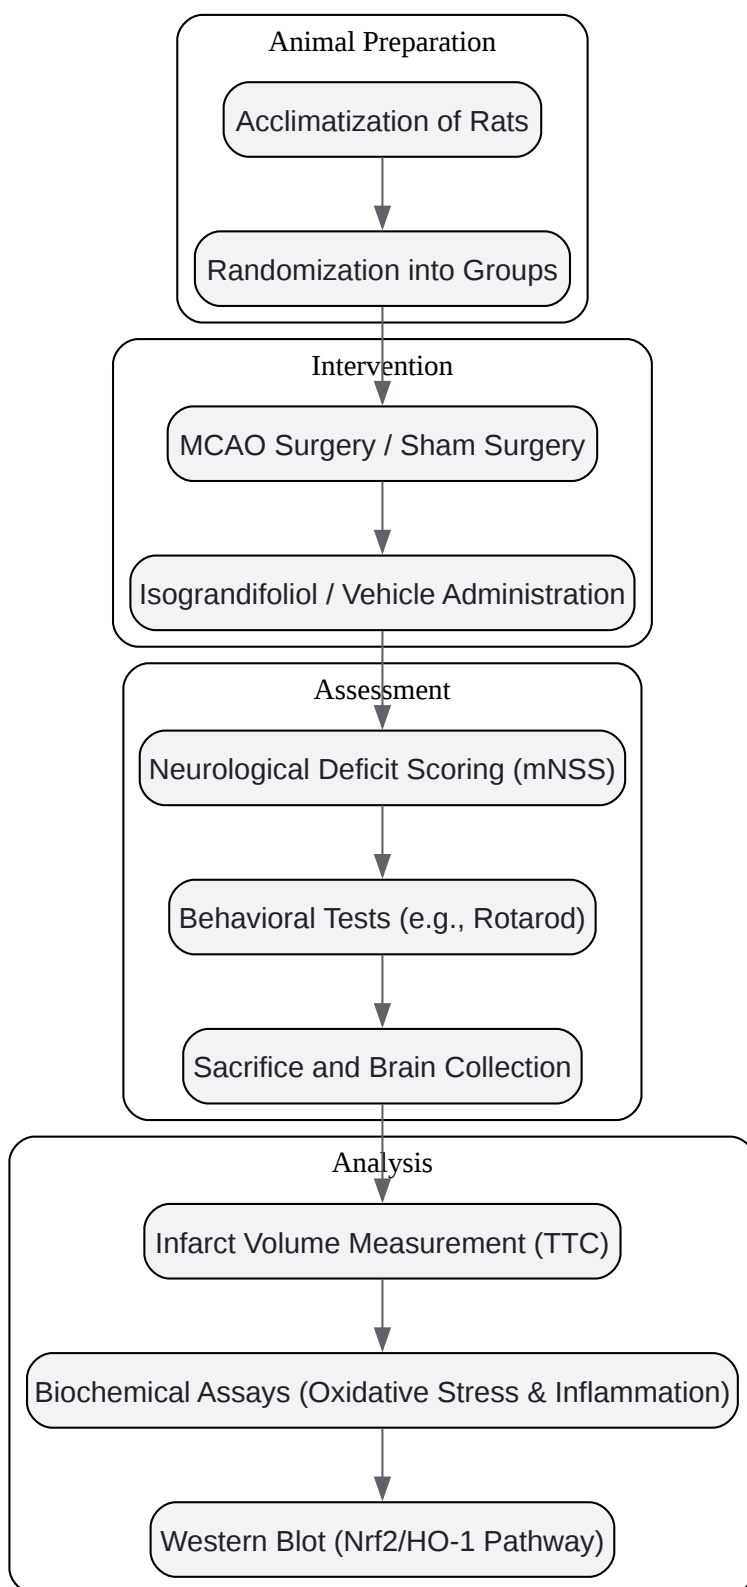 Animal Preparation
Acclimatization of Rats
Randomization into Groups
Intervention
MCAO Surgery / Sham Surgery
Isograndifoliol / Vehicle Administration
Assessment
Neurological Deficit Scoring (mNSS)
Behavioral Tests (e.g., Rotarod)
Sacrifice and Brain Collection
Analysis
Infarct Volume Measurement (TTC)
Biochemical Assays (Oxidative Stress & Inflammation)
Western Blot (Nrf2/HO-1 Pathway)